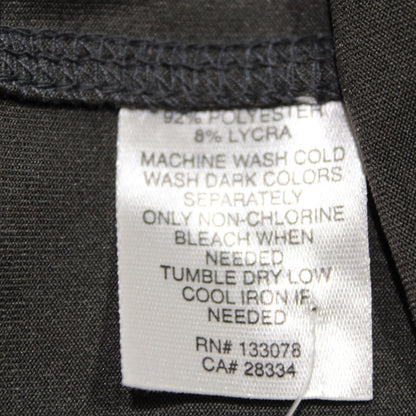 92% POLYESTER
8% LYCRA
MACHINE WASH COLD
WASH DARK COLORS
SEPARATELY
ONLY NON-CHLORINE
BLEACH WHEN
NEEDED
TUMBLE DRY LOW
COOL IRON IF
NEEDED
RN# 133078
CA# 28334